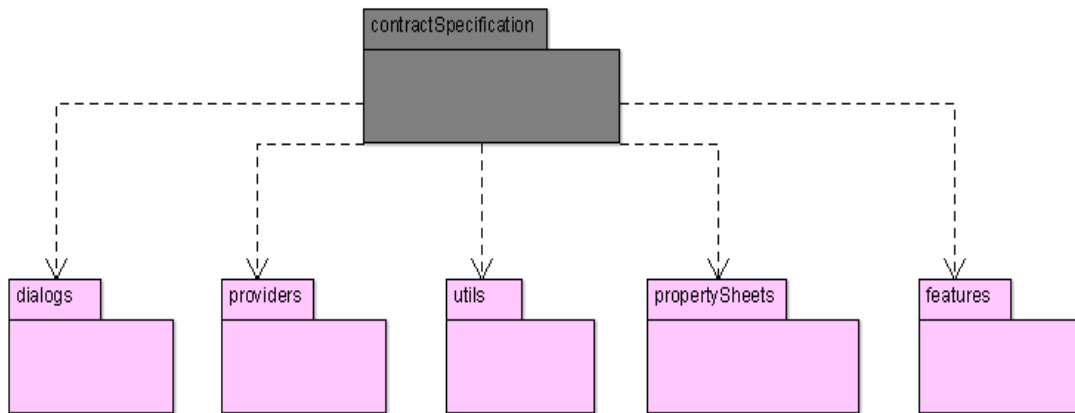 contractSpecification
dialogs
providers
utils
propertySheets
features